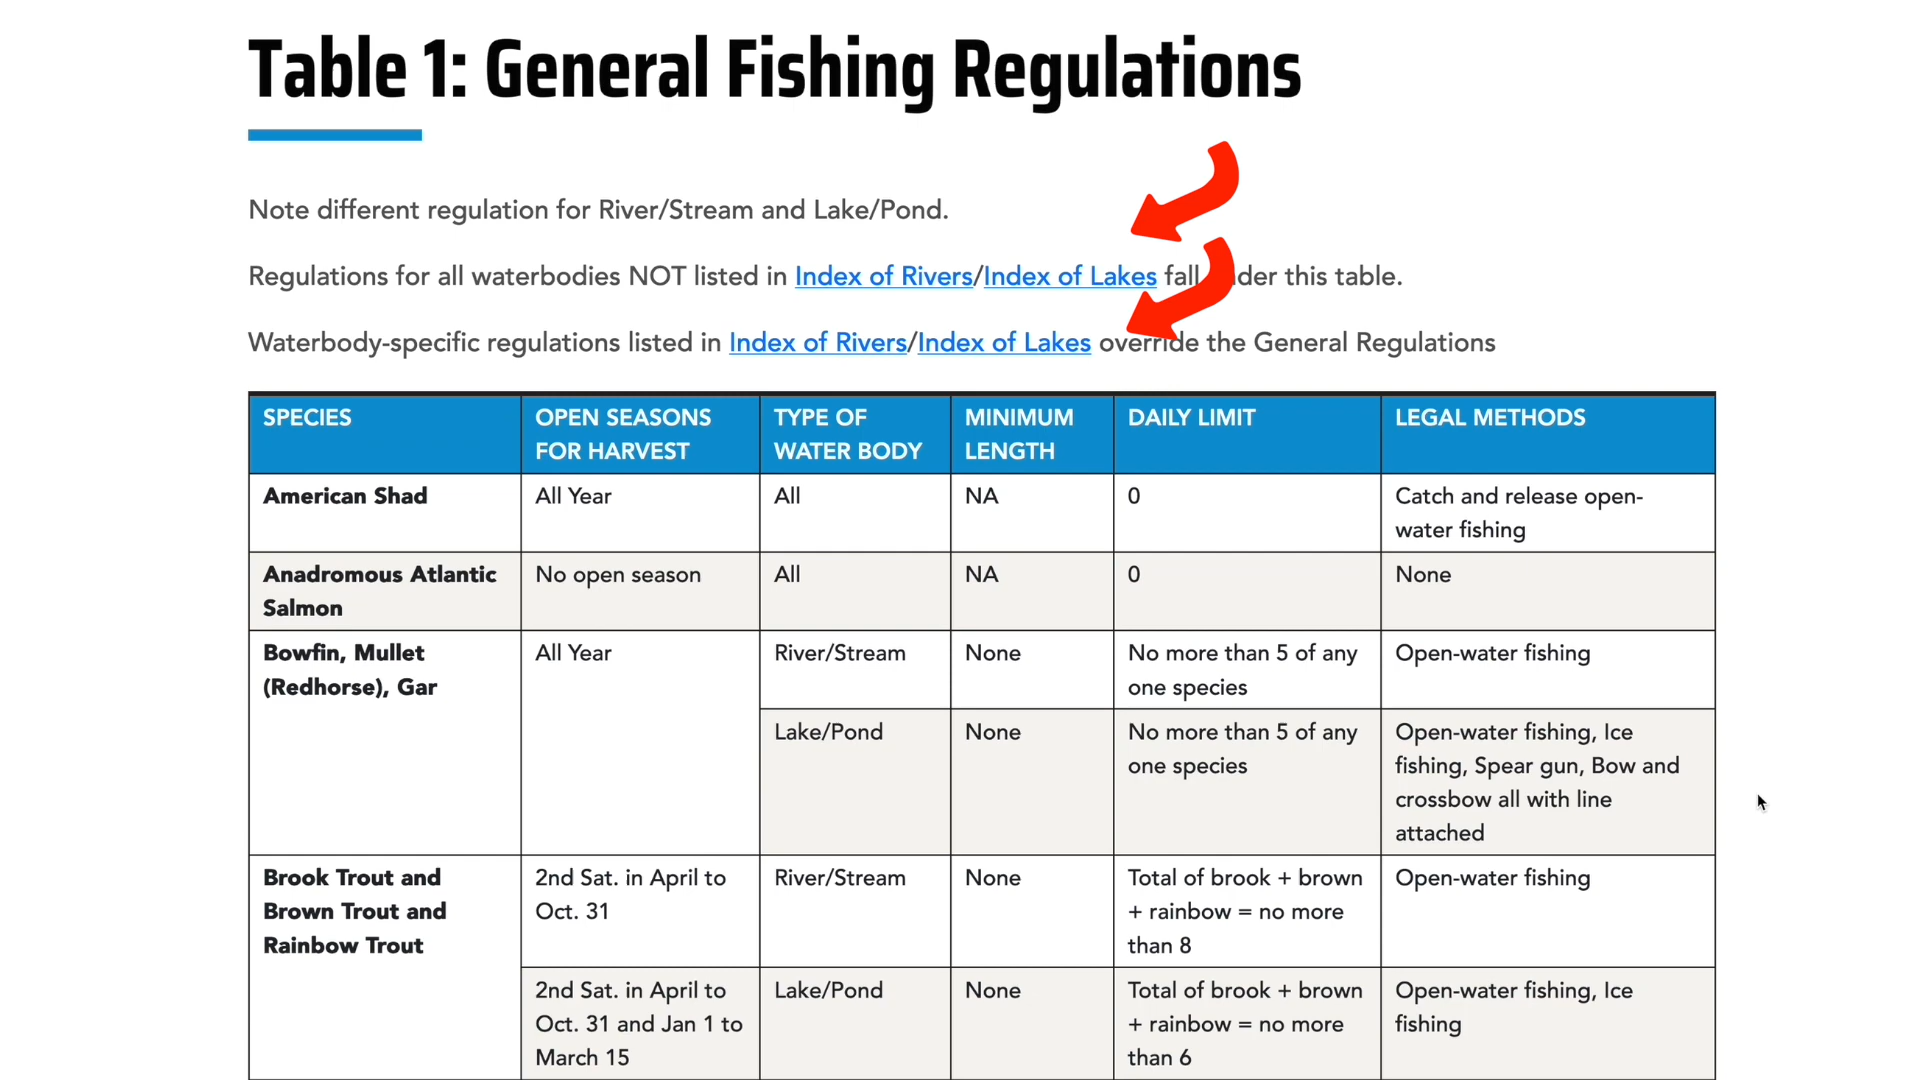 Table 1: General Fishing Regulations
Note different regulation for River/Stream and Lake/Pond.
Regulations for all waterbodies NOT listed in Index of Rivers/Index of Lakes fall under this table.
Waterbody-specific regulations listed in Index of Rivers/Index of Lakes override the General Regulations
SPECIES
OPEN SEASONS
FOR HARVEST
TYPE OF
WATER BODY
MINIMUM
LENGTH
DAILY LIMIT
LEGAL METHODS
American Shad
All Year
All
NA
0
Catch and release open-
water fishing
Anadromous Atlantic
Salmon
No open season
All
NA
0
None
Bowfin, Mullet
(Redhorse), Gar
All Year
River/Stream
None
No more than 5 of any
one species
Open-water fishing
Lake/Pond
None
No more than 5 of any
one species
Open-water fishing, Ice
fishing, Spear gun, Bow and
crossbow all with line
attached
Brook Trout and
Brown Trout and
Rainbow Trout
2nd Sat. in April to
Oct. 31
River/Stream
None
Total of brook + brown
+ rainbow = no more
than 8
Open-water fishing
2nd Sat. in April to
Oct. 31 and Jan 1 to
March 15
Lake/Pond
None
Total of brook + brown
+ rainbow = no more
than 6
Open-water fishing, Ice
fishing